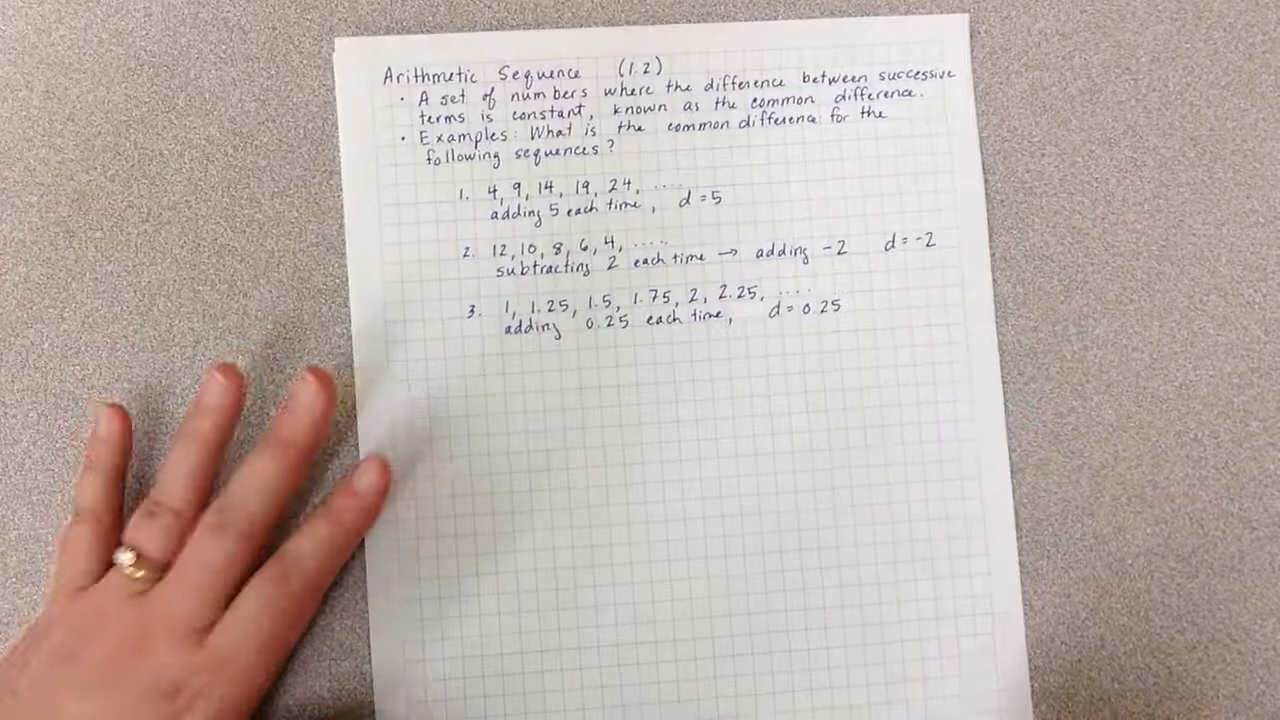 Arithmetic Sequence (1.2)
• A set of numbers where the difference between successive
terms is constant, known as the common difference.
• Examples: What is the common difference for the
following sequences?
1. 4, 9, 14, 19, 24, ....
adding 5 each time, d = 5
2. 12, 10, 8, 6, 4, .....
subtracting 2 each time → adding -2 d = -2
3. 1, 1.25, 1.5, 1.75, 2, 2.25, ....
adding 0.25 each time, d = 0.25